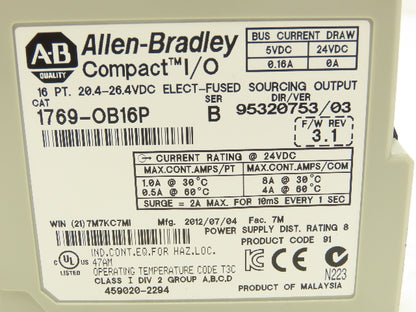 A·B
QUALITY
Allen-Bradley
Compact™ I/O
BUS CURRENT DRAW
5VDC 24VDC
0.16A 0A
16 PT. 20.4-26.4VDC ELECT-FUSED SOURCING OUTPUT
CAT SER DIR/VER
1769-OB16P B 95320753/03
F/W REV
3.1
CURRENT RATING @ 24VDC
MAX.CONT.AMPS/PT MAX.CONT.AMPS/COM
1.0A @ 30°C 8A @ 30°C
0.5A @ 60°C 4A @ 60°C
SURGE = 2A MAX. FOR 10mS EVERY 1 SEC
WIN (21)7M7KC7MI Mfg. 2012/07/04 Fac. 7M
POWER SUPPLY DIST. RATING 8
PRODUCT CODE 91
IND.CONT.EQ.FOR HAZ.LOC.
47AM
OPERATING TEMPERATURE CODE T3C
CLASS I DIV 2 GROUP A,B,C,D
c UL US
LISTED
CE
N223
459020-2294
PRODUCT OF MALAYSIA